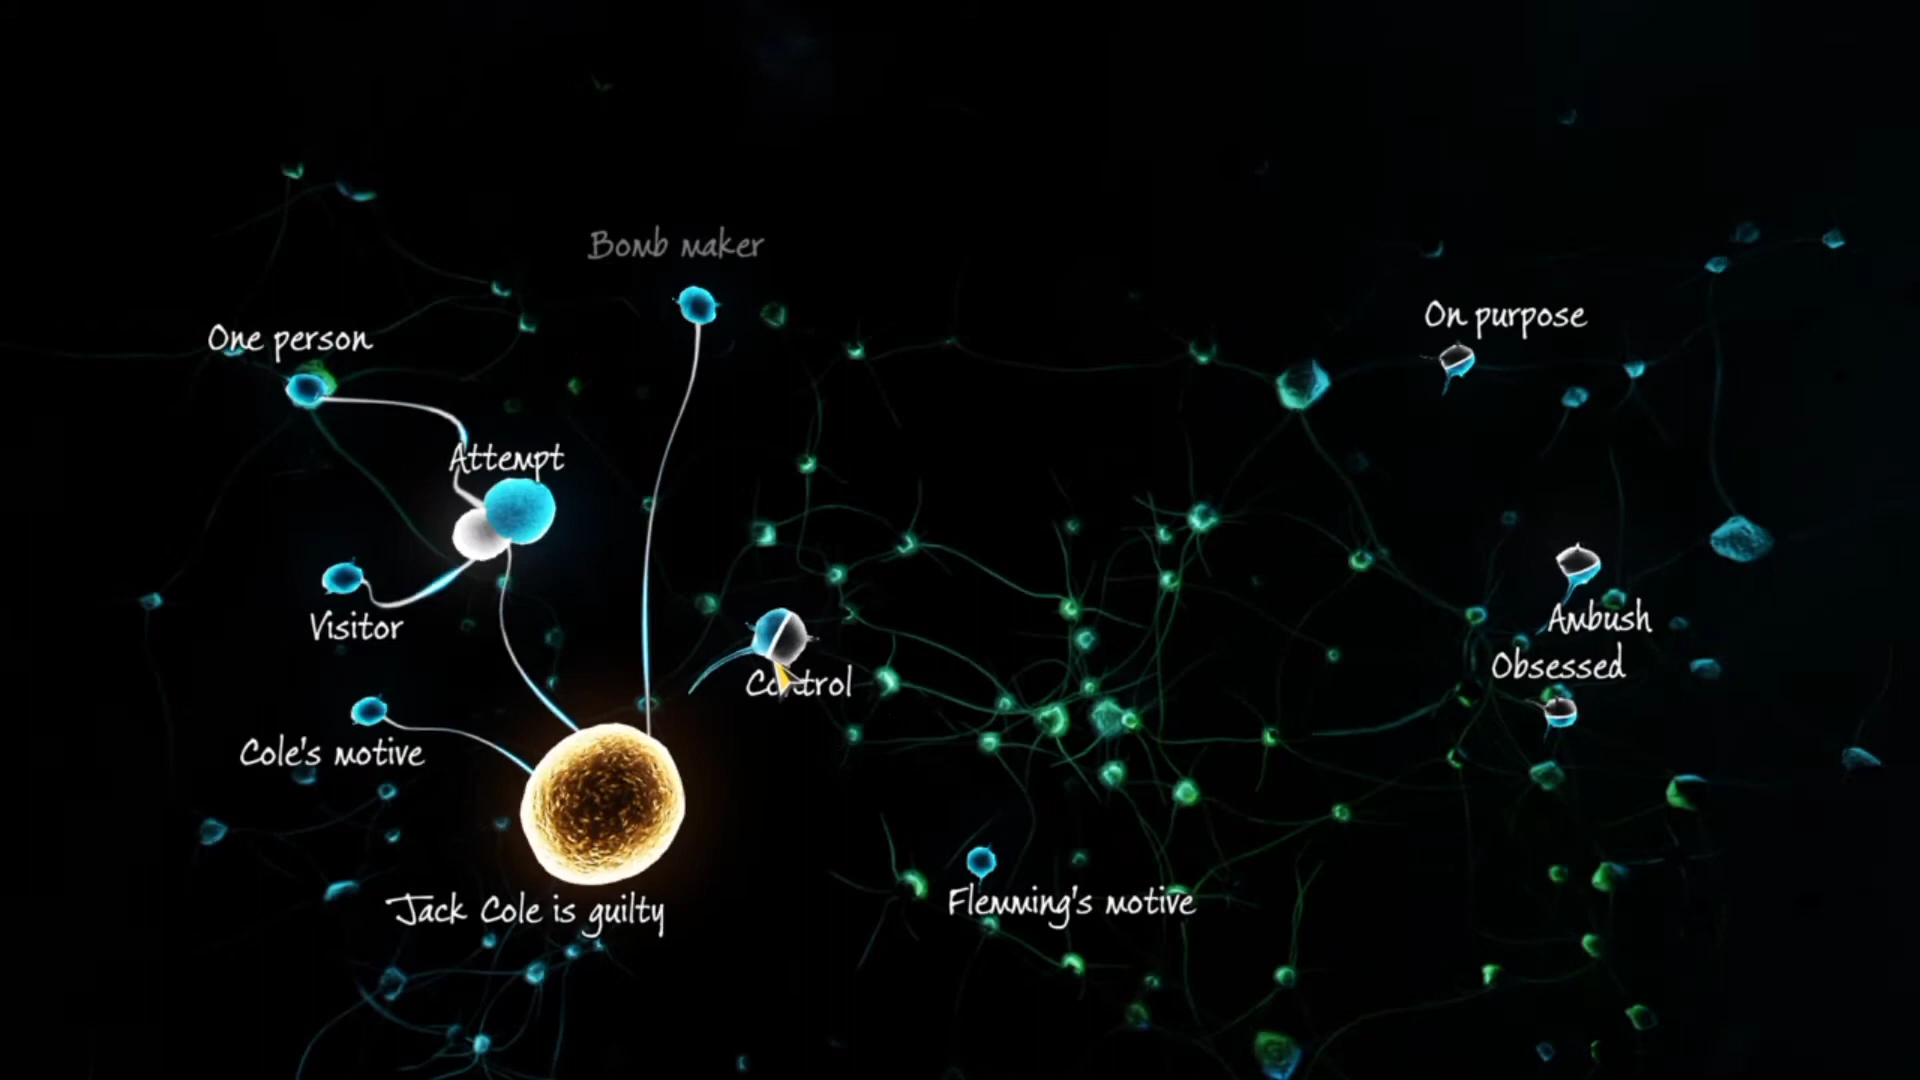 Bomb maker
On purpose
One person
Attempt
Ambush
Visitor
Obsessed
Control
Cole's motive
Flemming's motive
Jack Cole is guilty